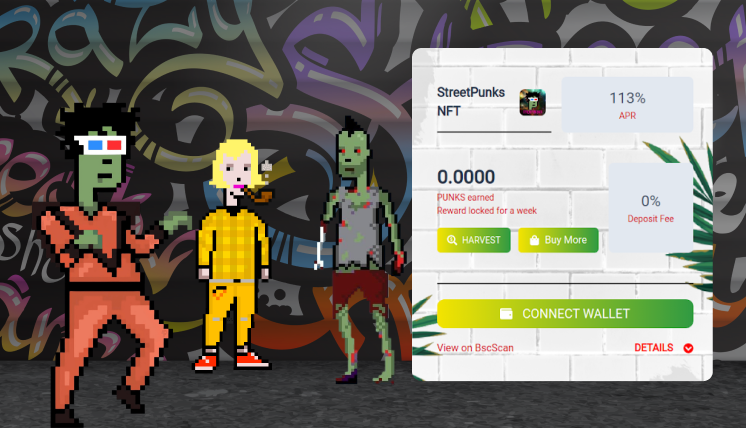 StreetPunks
NFT
113%
APR
0.0000
PUNKS earned
Reward locked for a week
0%
Deposit Fee
HARVEST
Buy More
CONNECT WALLET
View on BscScan
DETAILS